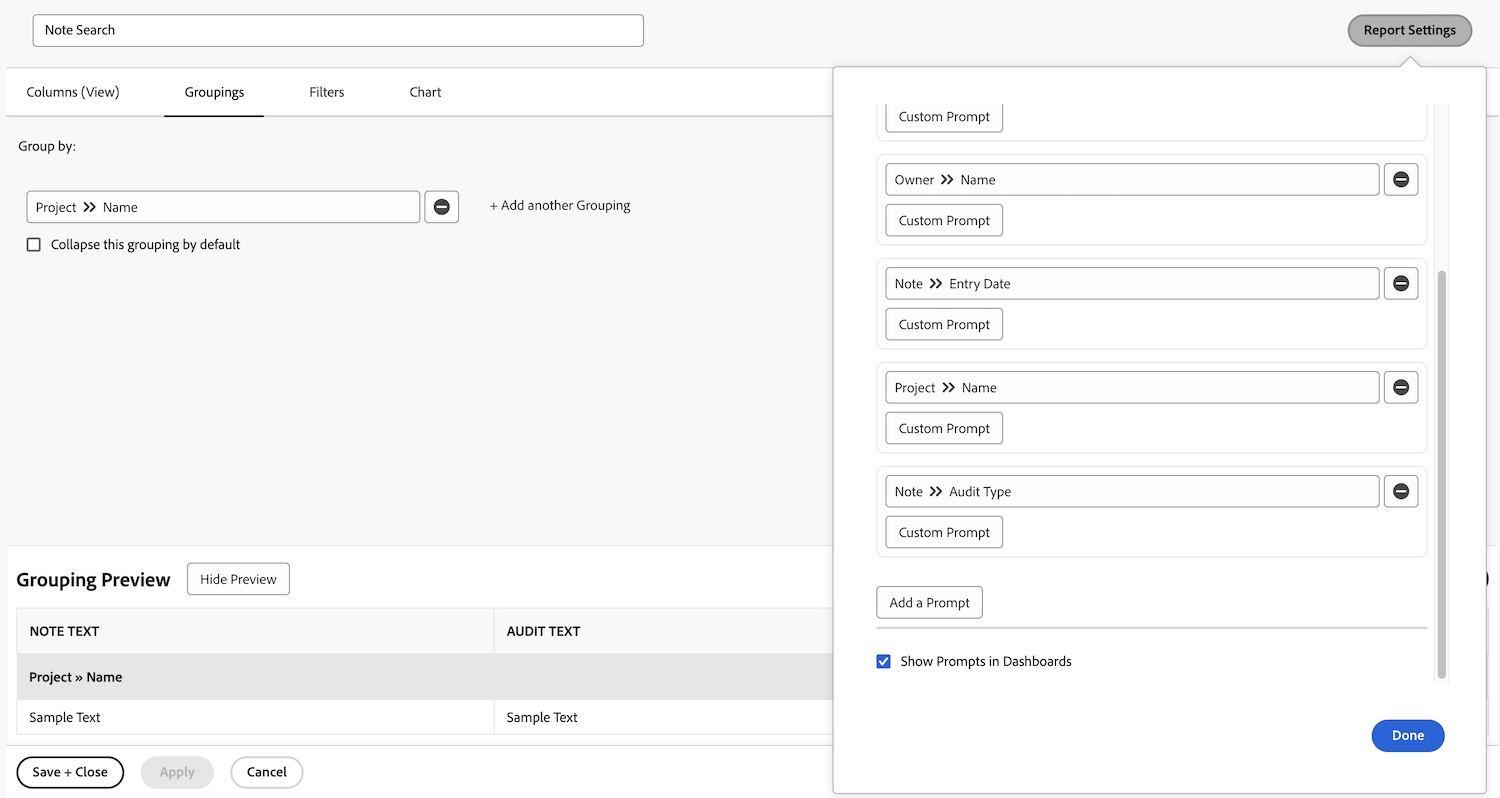 Note Search
Report Settings
Columns (View)
Groupings
Filters
Chart
Group by:
Project >> Name
+ Add another Grouping
Collapse this grouping by default
Custom Prompt
Owner >> Name
Custom Prompt
Note >> Entry Date
Custom Prompt
Project >> Name
Custom Prompt
Note >> Audit Type
Custom Prompt
Add a Prompt
Show Prompts in Dashboards
Done
Grouping Preview
Hide Preview
NOTE TEXT
AUDIT TEXT
Project » Name
Sample Text
Sample Text
Save + Close
Apply
Cancel